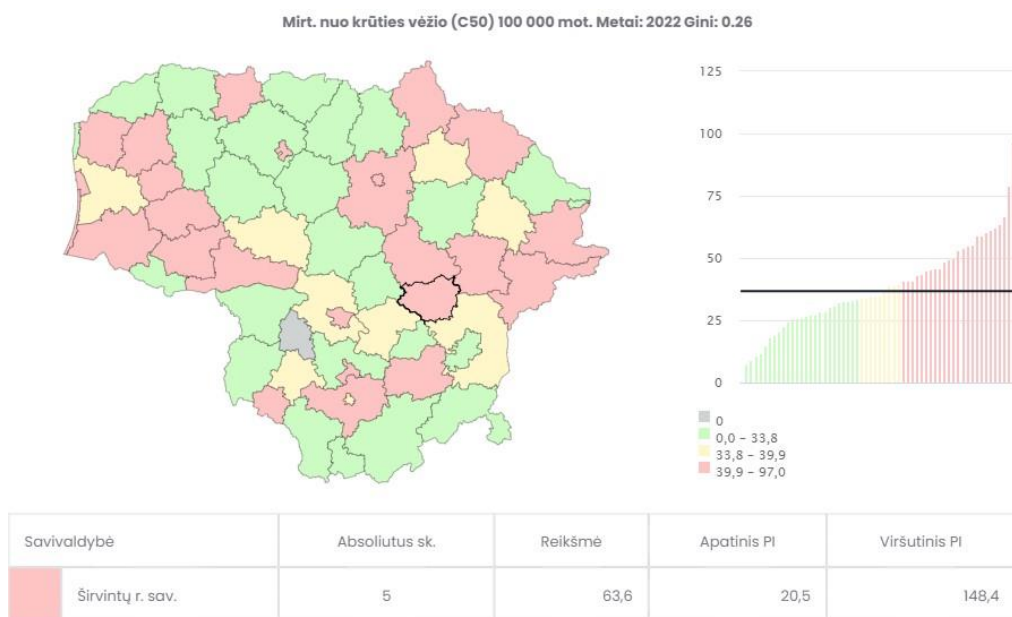 Mirt. nuo krūties vėžio (C50) 100 000 mot. Metai: 2022 Gini: 0.26
125
100
75
50
25
0
0
0,0 - 33,8
33,8 - 39,9
39,9 - 97,0
Savivaldybė Absoliutus sk. Reikšmė Apatinis PI Viršutinis PI
Širvintų r. sav. 5 63,6 20,5 148,4